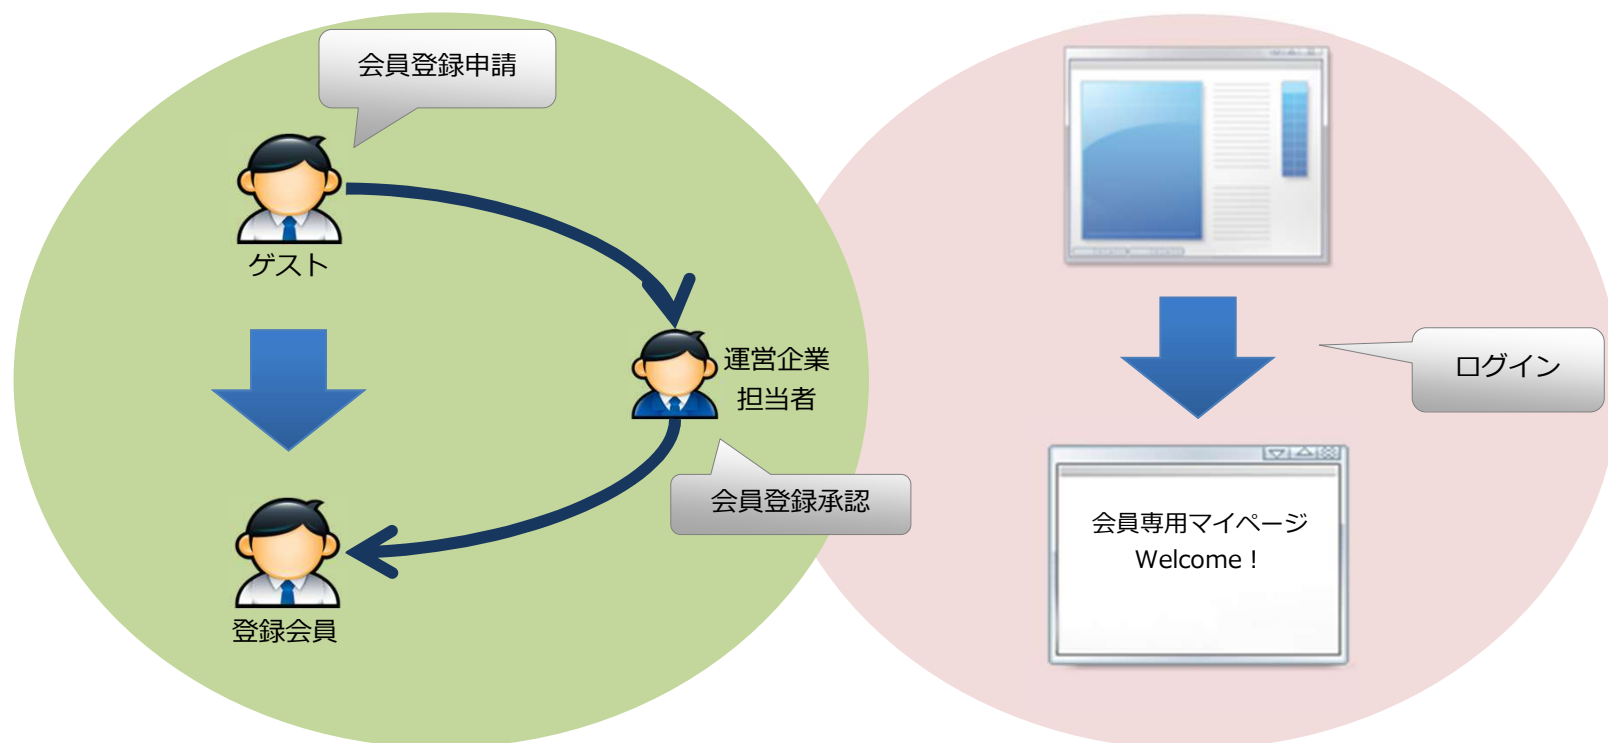 会員登録申請
ゲスト
運営企業
担当者
会員登録承認
登録会員
ログイン
会員専用マイページ
Welcome！